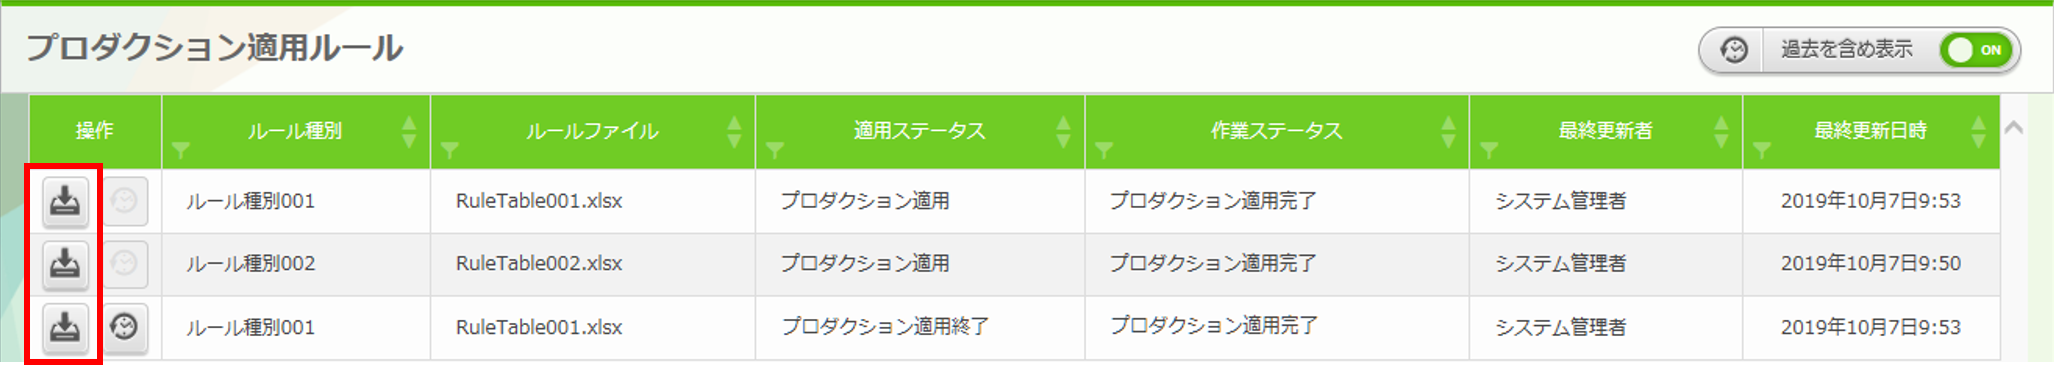 プロダクション適用ルール
過去を含め表示 ON
操作 ルール種別 ルールファイル 適用ステータス 作業ステータス 最終更新者 最終更新日時
ルール種別001 RuleTable001.xlsx プロダクション適用 プロダクション適用完了 システム管理者 2019年10月7日9:53
ルール種別002 RuleTable002.xlsx プロダクション適用 プロダクション適用完了 システム管理者 2019年10月7日9:50
ルール種別001 RuleTable001.xlsx プロダクション適用終了 プロダクション適用完了 システム管理者 2019年10月7日9:53